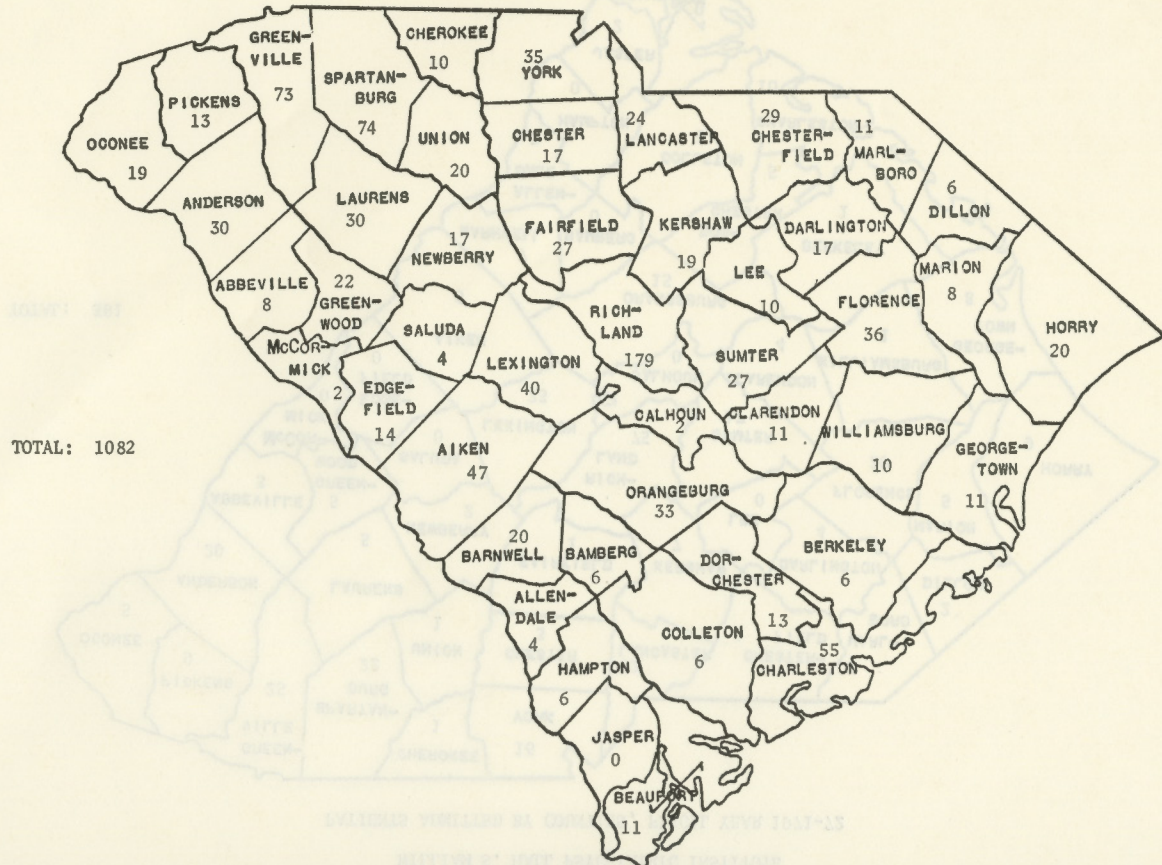 GREEN-
VILLE
73
CHEROKEE
10
35
YORK
SPARTAN-
BURG
74
PICKENS
13
OCONEE
19
UNION
20
CHESTER
17
24
LANCASTER
29
CHESTER-
FIELD
11
MARL-
BORO
6
DILLON
ANDERSON
30
LAURENS
30
17
NEWBERRY
FAIRFIELD
27
KERSHAW
19
DARLINGTON
17
LEE
10
MARION
8
ABBEVILLE
8
22
GREEN-
WOOD
SALUDA
4
FLORENCE
36
HORRY
20
McCOR-
MICK
2
EDGE-
FIELD
14
LEXINGTON
40
RICH-
LAND
179
SUMTER
27
CALHOUN
2
CLARENDON
11
WILLIAMSBURG
10
GEORGE-
TOWN
11
TOTAL: 1082
AIKEN
47
ORANGEBURG
33
20
BARNWELL
BAMBERG
6
DOR-
CHESTER
13
BERKELEY
6
ALLEN-
DALE
4
COLLETON
6
55
CHARLESTON
HAMPTON
6
JASPER
0
BEAUFORT
11